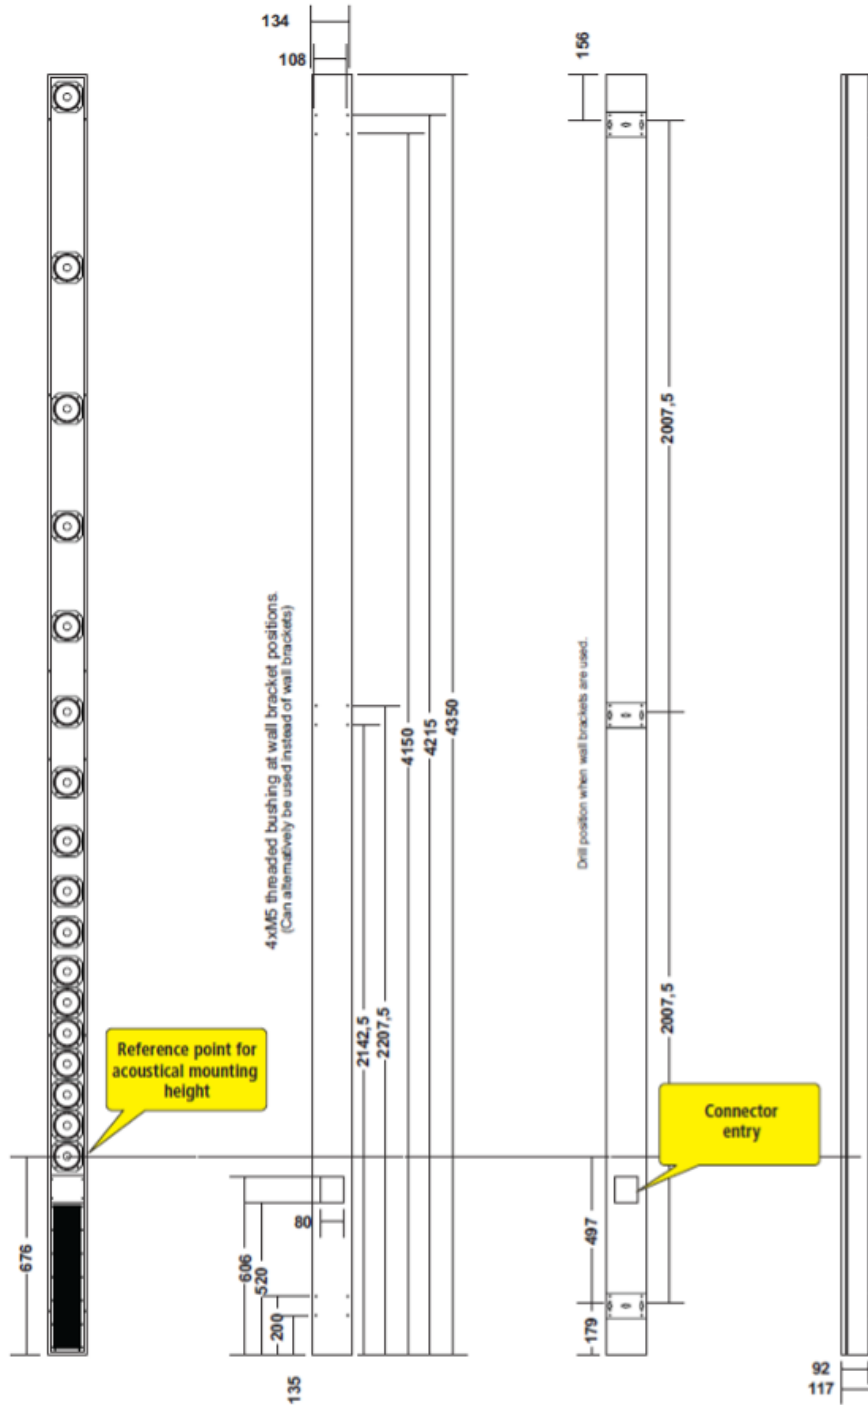 134
108
156
2007,5
4xM5 threaded bushing at wall bracket positions.
(Can alternatively be used instead of wall brackets)
4150
4215
4350
Drill position when wall brackets are used.
2142,5
2207,5
2007,5
Reference point for
acoustical mounting
height
Connector
entry
676
606
520
80
200
135
497
179
92
117